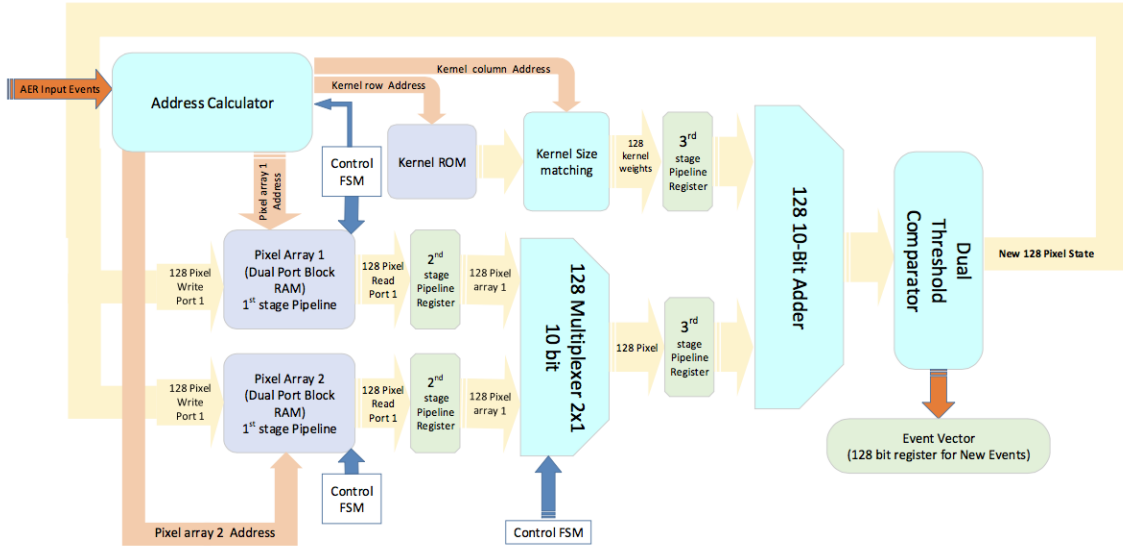 AER Input Events
Address Calculator
Kernel column Address
Kernel row Address
Control
FSM
Kernel ROM
Kernel Size
matching
128
kernel
weights
3rd
stage
Pipeline
Register
Pixel array 1
Address
128 Pixel
Write
Port 1
Pixel Array 1
(Dual Port Block
RAM)
1st stage Pipeline
128 Pixel
Read
Port 1
2nd
stage
Pipeline
Register
128 Pixel
array 1
128 Multiplexer 2x1
10 bit
128 Pixel
3rd
stage
Pipeline
Register
128 10-Bit Adder
Dual
Threshold
Comparator
New 128 Pixel State
128 Pixel
Write
Port 1
Pixel Array 2
(Dual Port Block
RAM)
1st stage Pipeline
128 Pixel
Read
Port 1
2nd
stage
Pipeline
Register
128 Pixel
array 1
Event Vector
(128 bit register for New Events)
Control
FSM
Control FSM
Pixel array 2 Address